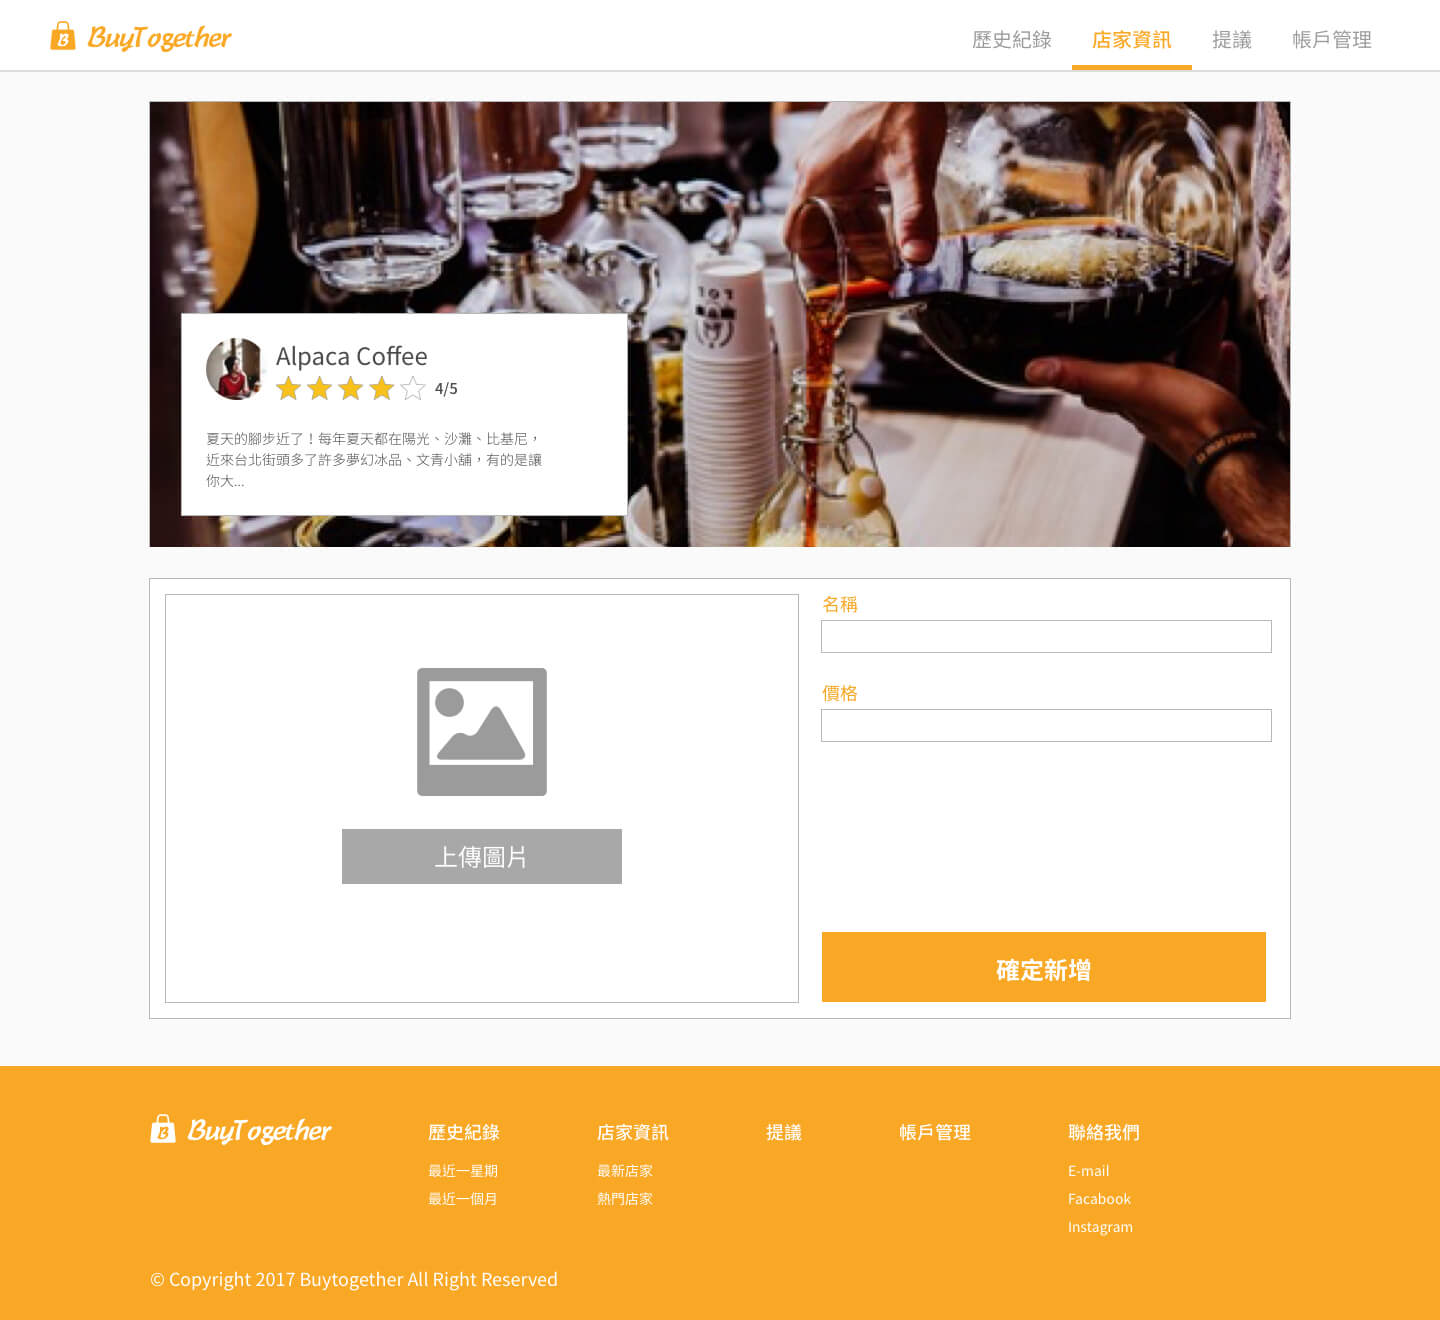 BuyTogether
歷史紀錄 店家資訊 提議 帳戶管理
Alpaca Coffee
4/5
夏天的腳步近了！每年夏天都在陽光、沙灘、比基尼，
近來台北街頭多了許多夢幻冰品、文青小舖，有的是讓
你大...
名稱
價格
上傳圖片
確定新增
BuyTogether
歷史紀錄 店家資訊 提議 帳戶管理 聯絡我們
最近一星期 最新店家 E-mail
最近一個月 熱門店家 Facabook
Instagram
© Copyright 2017 Buytogether All Right Reserved